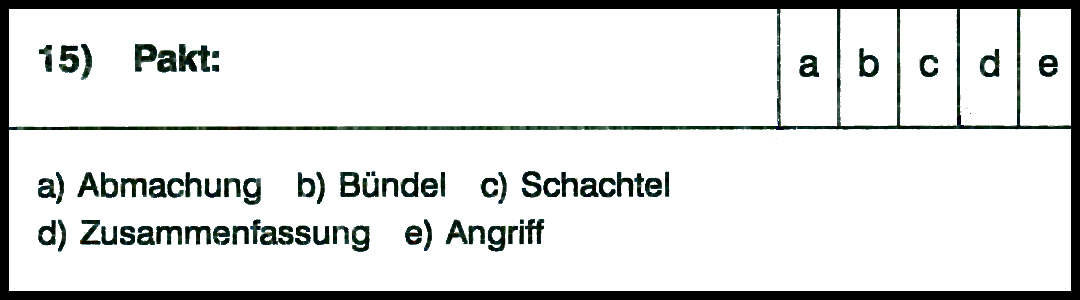 15) Pakt: a b c d e
a) Abmachung b) Bündel c) Schachtel
d) Zusammenfassung e) Angriff